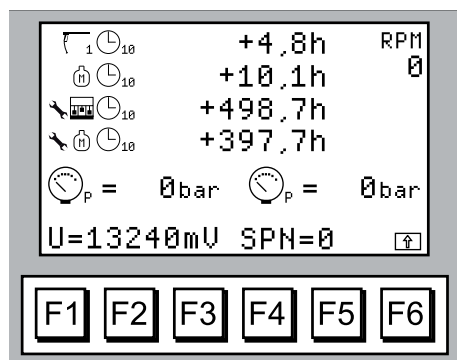 1 10 +4,8h RPM
M 10 +10,1h 0
10 +498,7h
M 10 +397,7h
P = 0bar P = 0bar
U=13240mV SPN=0
F1 F2 F3 F4 F5 F6